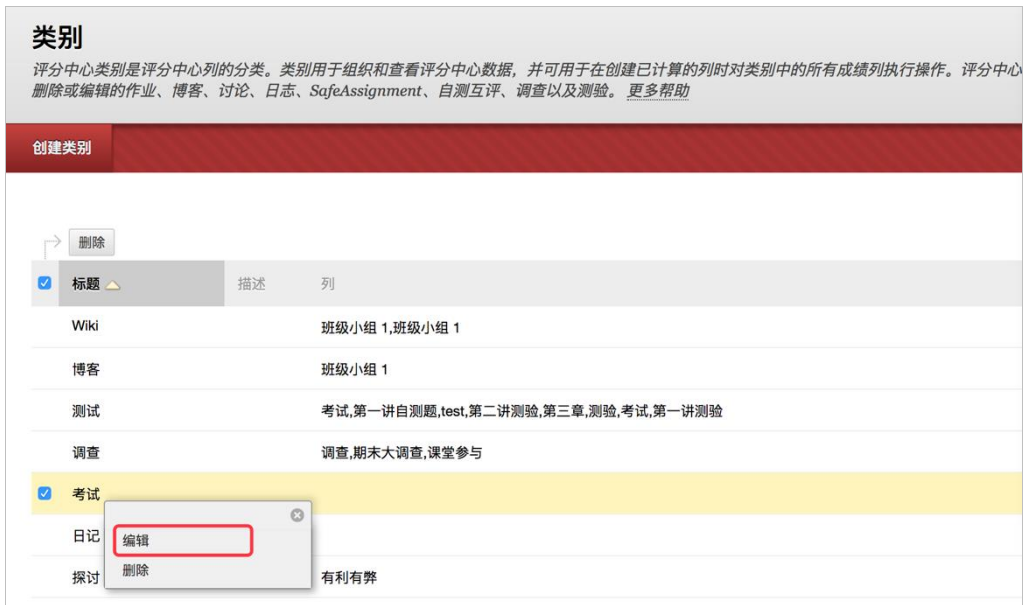 类别
评分中心类别是评分中心列的分类。类别用于组织和查看评分中心数据，并可用于在创建已计算的列时对类别中的所有成绩列执行操作。评分中心
删除或编辑的作业、博客、讨论、日志、SafeAssignment、自测互评、调查以及测验。 更多帮助
创建类别
删除
标题 描述 列
Wiki 班级小组 1,班级小组 1
博客 班级小组 1
测试 考试,第一讲自测题,test,第二讲测验,第三章,测验,考试,第一讲测验
调查 调查,期末大调查,课堂参与
考试
日记
编辑
探讨 有利有弊
删除